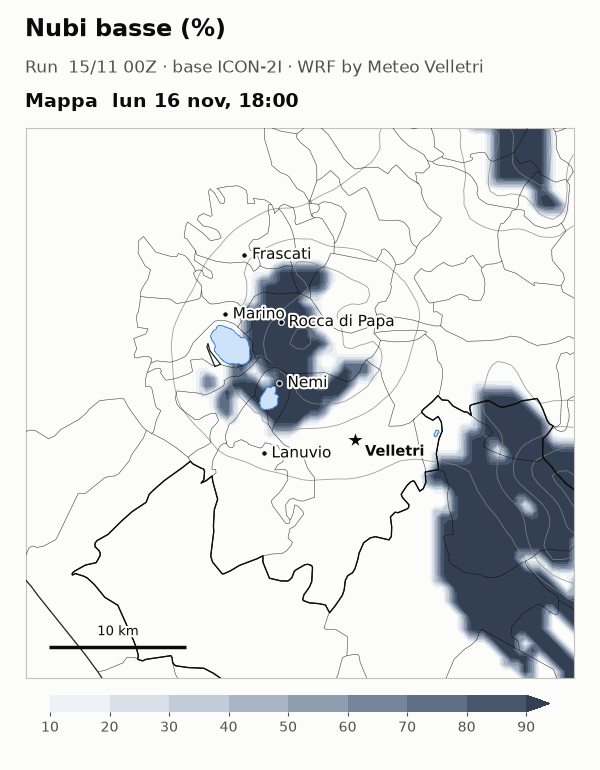 Nubi basse (%)
Run 15/11 00Z · base ICON-2I · WRF by Meteo Velletri
Mappa lun 16 nov, 18:00
Frascati
Marino
Rocca di Papa
Nemi
Velletri
Lanuvio
10 km
10 20 30 40 50 60 70 80 90